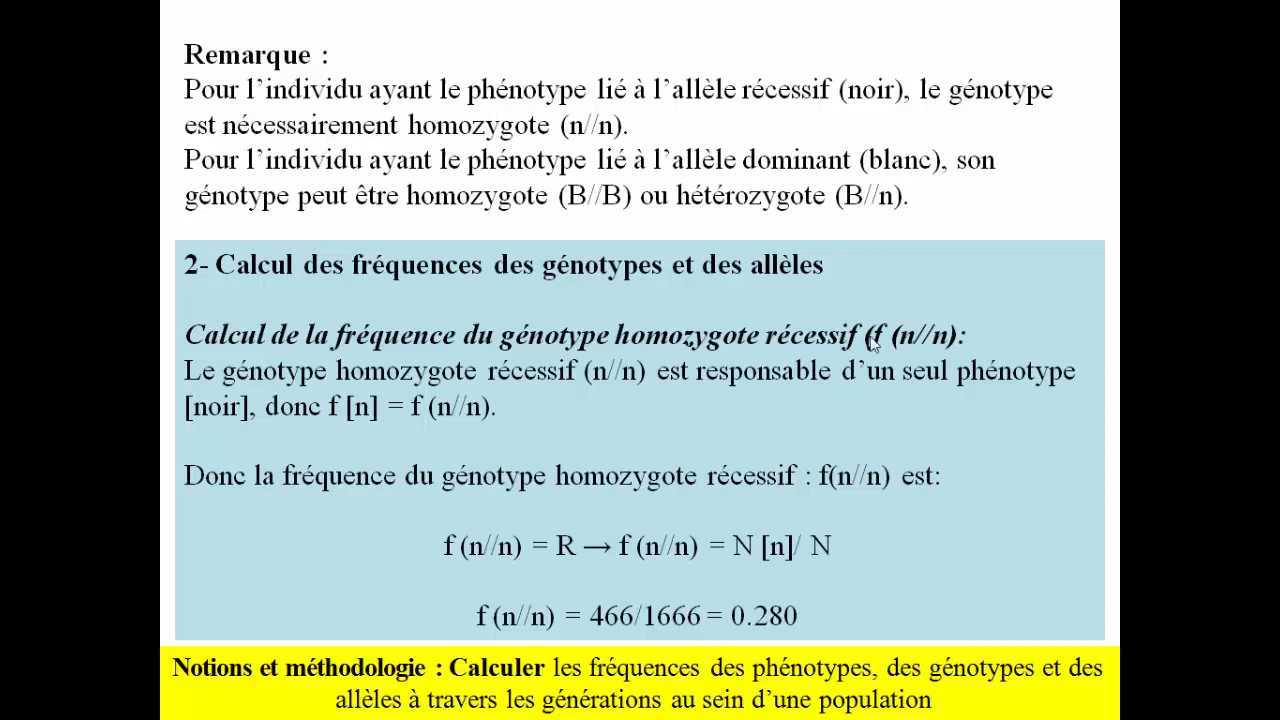 Remarque :
Pour l’individu ayant le phénotype lié à l’allèle récessif (noir), le génotype
est nécessairement homozygote (n//n).
Pour l’individu ayant le phénotype lié à l’allèle dominant (blanc), son
génotype peut être homozygote (B//B) ou hétérozygote (B//n).
2- Calcul des fréquences des génotypes et des allèles
Calcul de la fréquence du génotype homozygote récessif (f (n//n):
Le génotype homozygote récessif (n//n) est responsable d’un seul phénotype
[noir], donc f [n] = f (n//n).
Donc la fréquence du génotype homozygote récessif : f(n//n) est:
f (n//n) = R → f (n//n) = N [n]/ N
f (n//n) = 466/1666 = 0.280
Notions et méthodologie : Calculer les fréquences des phénotypes, des génotypes et des
allèles à travers les générations au sein d’une population